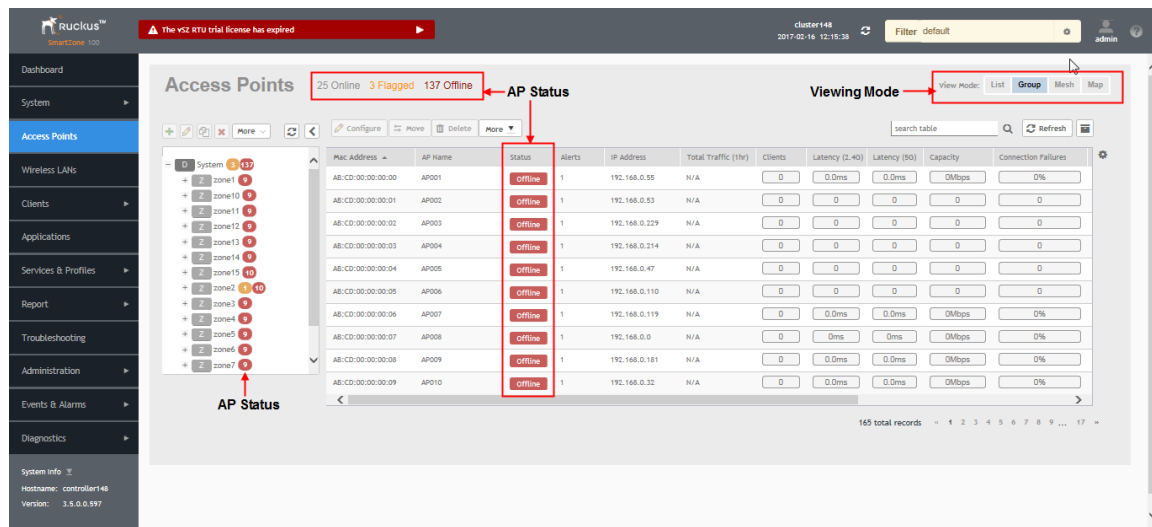 Ruckus™
SmartZone 100
The vSZ RTU trial license has expired
cluster148
2017-02-16 12:15:38
Filter default
admin
Dashboard
System
Access Points
Wireless LANs
Clients
Applications
Services & Profiles
Report
Troubleshooting
Administration
Events & Alarms
Diagnostics
System Info
Hostname: controller148
Version: 3.5.0.0.597
Access Points
25 Online 3 Flagged 137 Offline
AP Status
Viewing Mode
View Mode: List Group Mesh Map
More
Configure Move Delete More
search table
Refresh
D System 3 137
Z zone1 9
Z zone10 9
Z zone11 9
Z zone12 9
Z zone13 9
Z zone14 9
Z zone15 10
Z zone2 1 10
Z zone3 9
Z zone4 9
Z zone5 9
Z zone6 9
Z zone7 9
AP Status
Mac Address AP Name Status Alerts IP Address Total Traffic (1hr) Clients Latency (2.4G) Latency (5G) Capacity Connection Failures
AB:CD:00:00:00:00 AP001 Offline 1 192.168.0.55 N/A 0 0.0ms 0.0ms 0Mbps 0%
AB:CD:00:00:00:01 AP002 Offline 1 192.168.0.53 N/A 0 0 0 0 0
AB:CD:00:00:00:02 AP003 Offline 1 192.168.0.229 N/A 0 0 0 0 0
AB:CD:00:00:00:03 AP004 Offline 1 192.168.0.214 N/A 0 0 0 0 0
AB:CD:00:00:00:04 AP005 Offline 1 192.168.0.47 N/A 0 0 0 0 0
AB:CD:00:00:00:05 AP006 Offline 1 192.168.0.110 N/A 0 0 0 0 0
AB:CD:00:00:00:06 AP007 Offline 1 192.168.0.119 N/A 0 0.0ms 0.0ms 0Mbps 0%
AB:CD:00:00:00:07 AP008 Offline 1 192.168.0.0 N/A 0 0ms 0ms 0Mbps 0%
AB:CD:00:00:00:08 AP009 Offline 1 192.168.0.181 N/A 0 0.0ms 0.0ms 0Mbps 0%
AB:CD:00:00:00:09 AP010 Offline 1 192.168.0.32 N/A 0 0.0ms 0.0ms 0Mbps 0%
165 total records « 1 2 3 4 5 6 7 8 9 ... 17 »